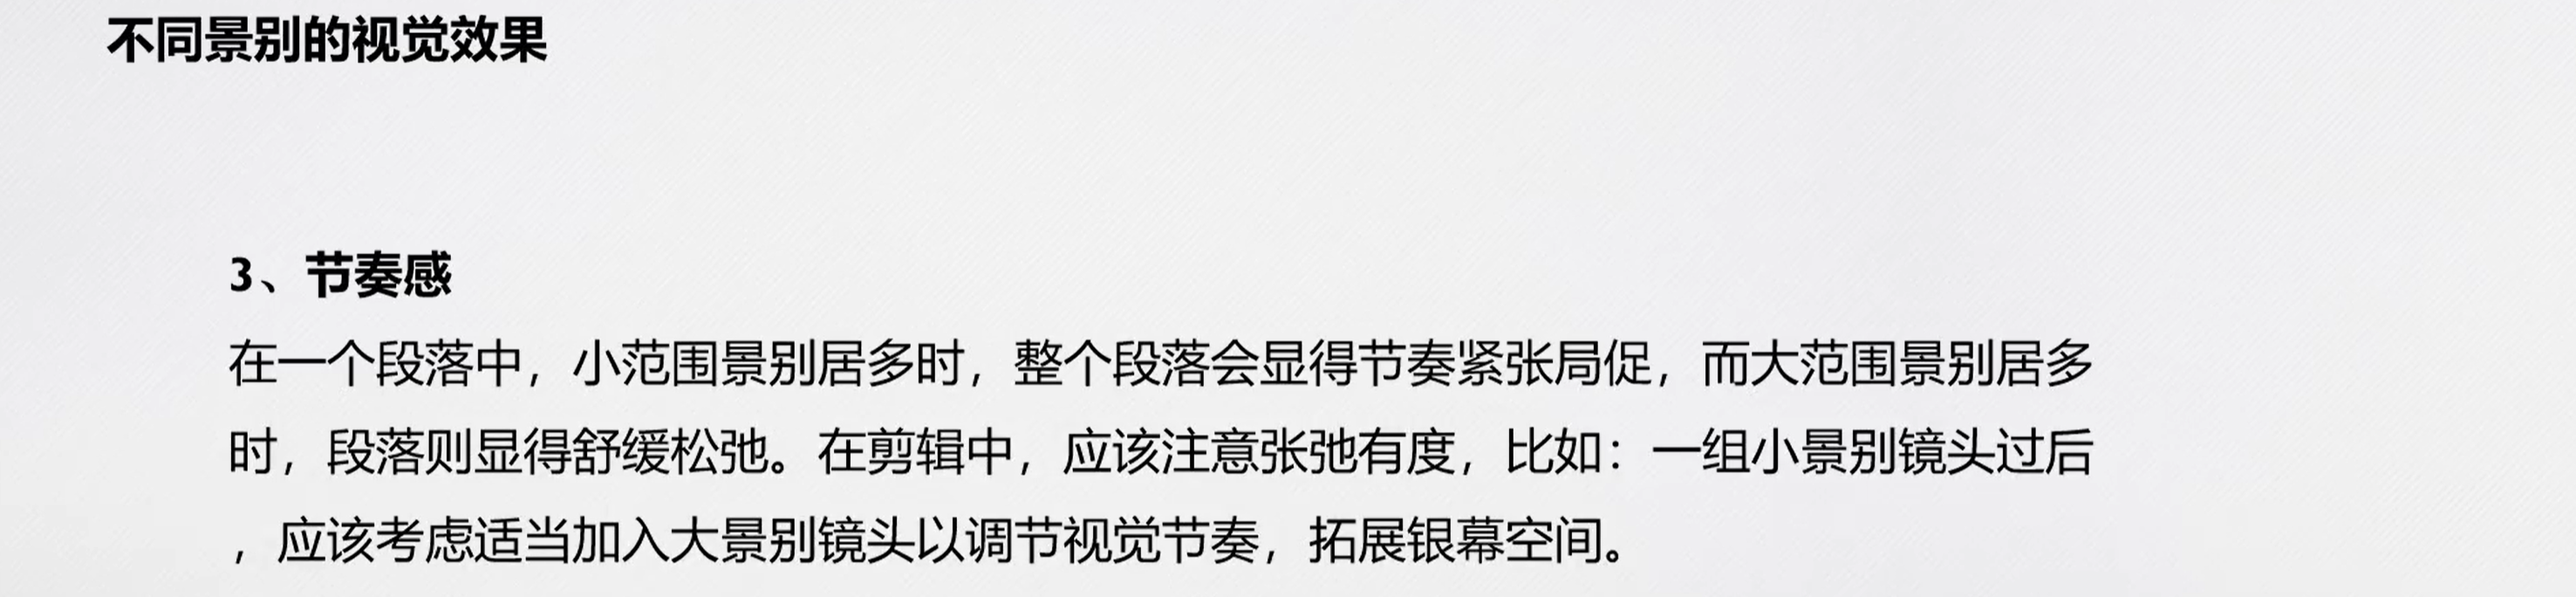 不同景别的视觉效果
3、节奏感
在一个段落中，小范围景别居多时，整个段落会显得节奏紧张局促，而大范围景别居多
时，段落则显得舒缓松弛。在剪辑中，应该注意张弛有度，比如：一组小景别镜头过后
，应该考虑适当加入大景别镜头以调节视觉节奏，拓展银幕空间。